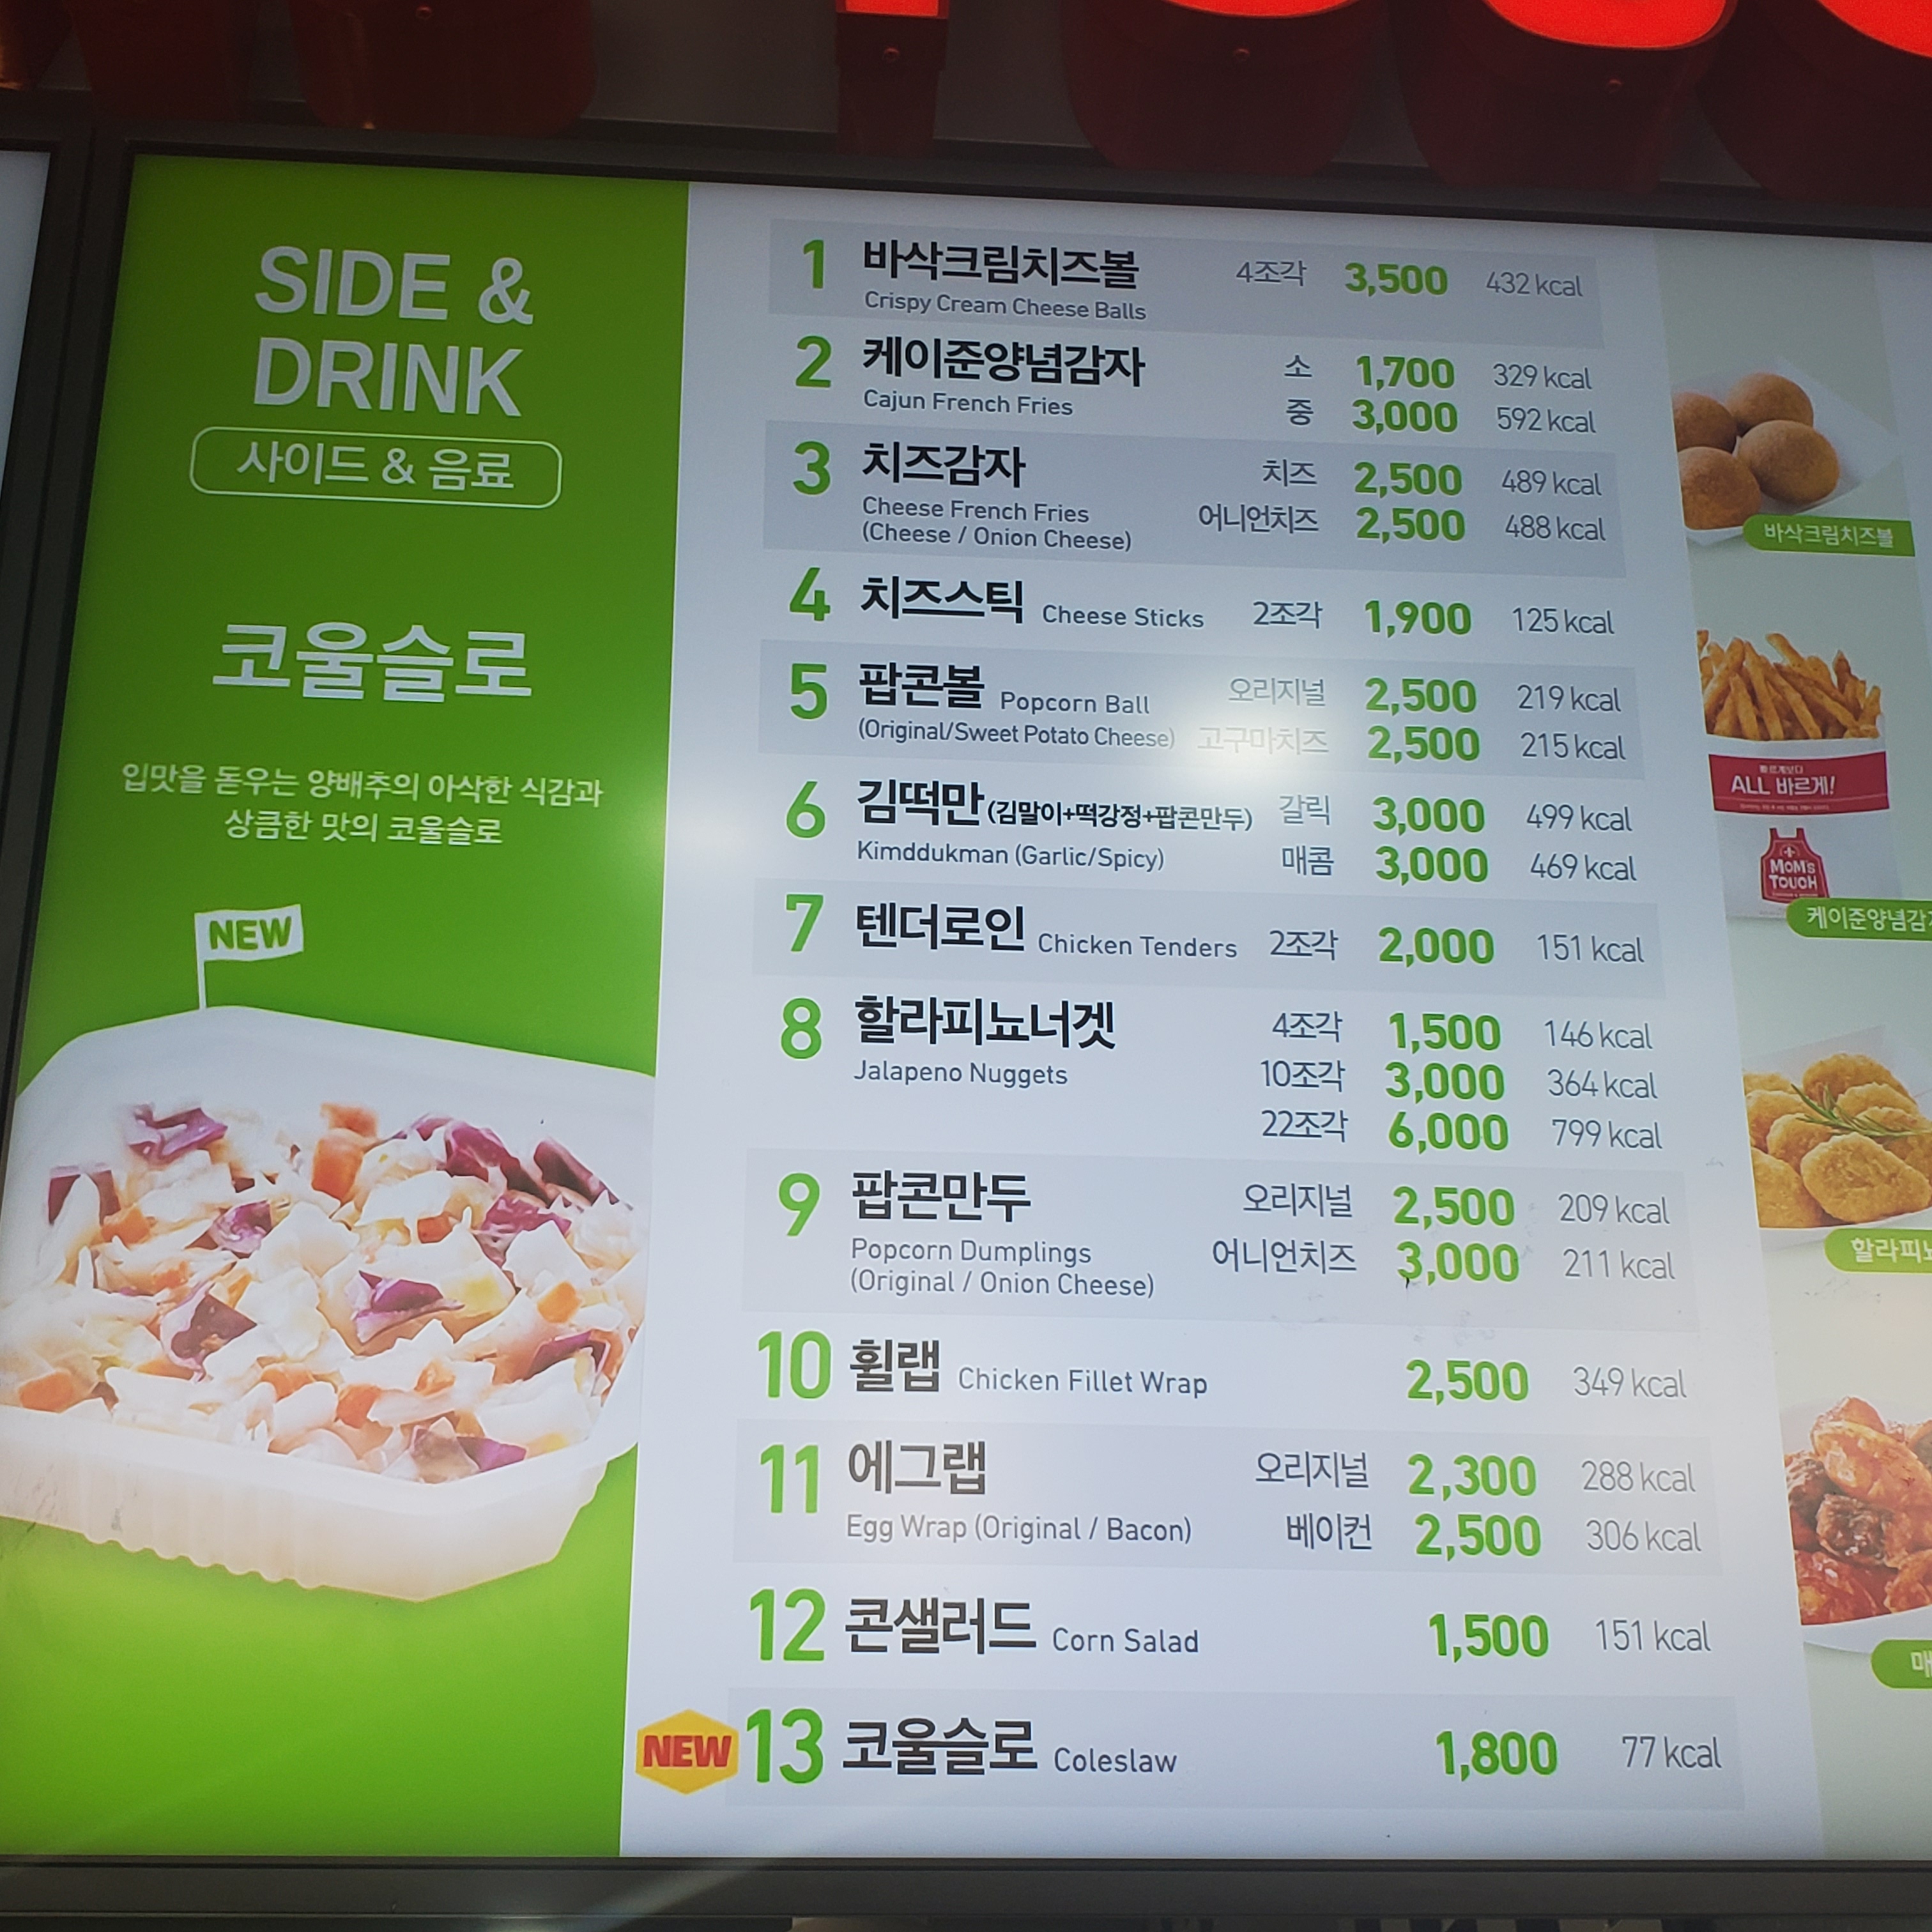 SIDE &
DRINK
사이드 & 음료
코울슬로
입맛을 돋우는 양배추의 아삭한 식감과
상큼한 맛의 코울슬로
NEW
1 바삭크림치즈볼 4조각 3,500 432 kcal
Crispy Cream Cheese Balls
2 케이준양념감자 소 1,700 329 kcal
Cajun French Fries 중 3,000 592 kcal
3 치즈감자 치즈 2,500 489 kcal
Cheese French Fries 어니언치즈 2,500 488 kcal
(Cheese / Onion Cheese)
4 치즈스틱 Cheese Sticks 2조각 1,900 125 kcal
5 팝콘볼 Popcorn Ball 오리지널 2,500 219 kcal
(Original/Sweet Potato Cheese) 고구마치즈 2,500 215 kcal
6 김떡만 (김말이+떡강정+팝콘만두) 갈릭 3,000 499 kcal
Kimddukman (Garlic/Spicy) 매콤 3,000 469 kcal
7 텐더로인 Chicken Tenders 2조각 2,000 151 kcal
8 할라피뇨너겟 4조각 1,500 146 kcal
Jalapeno Nuggets 10조각 3,000 364 kcal
22조각 6,000 799 kcal
9 팝콘만두 오리지널 2,500 209 kcal
Popcorn Dumplings 어니언치즈 3,000 211 kcal
(Original / Onion Cheese)
10 휠랩 Chicken Fillet Wrap 2,500 349 kcal
11 에그랩 오리지널 2,300 288 kcal
Egg Wrap (Original / Bacon) 베이컨 2,500 306 kcal
12 콘샐러드 Corn Salad 1,500 151 kcal
NEW 13 코울슬로 Coleslaw 1,800 77 kcal
바삭크림치즈볼
빠르게보다
ALL 바르게!
MOM'S
TOUCH
케이준양념감
할라피
매